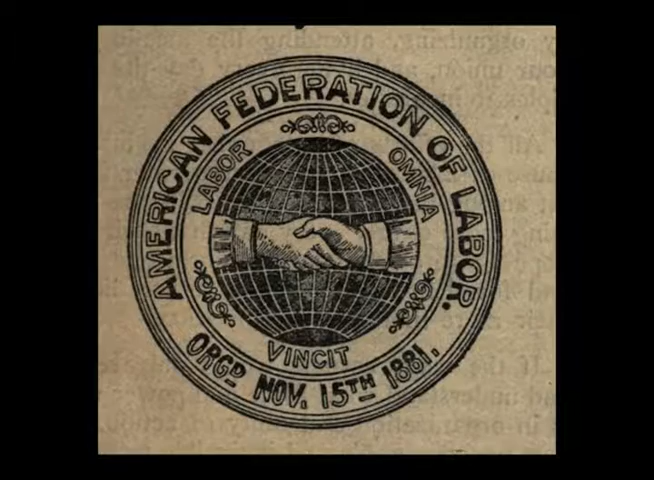 AMERICAN FEDERATION OF LABOR.
LABOR
OMNIA
VINCIT
ORGD NOV. 15TH 1881.